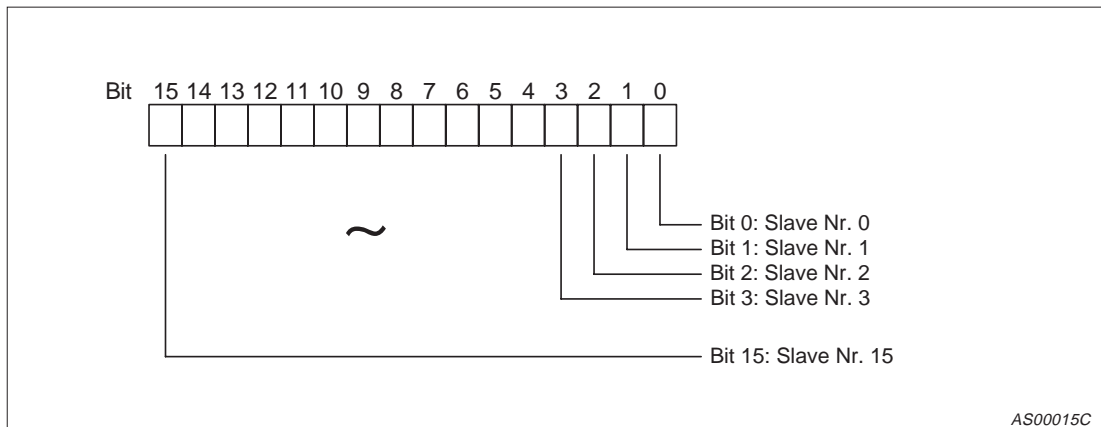 Bit 15 14 13 12 11 10 9 8 7 6 5 4 3 2 1 0
~
Bit 0: Slave Nr. 0
Bit 1: Slave Nr. 1
Bit 2: Slave Nr. 2
Bit 3: Slave Nr. 3
Bit 15: Slave Nr. 15
AS00015C